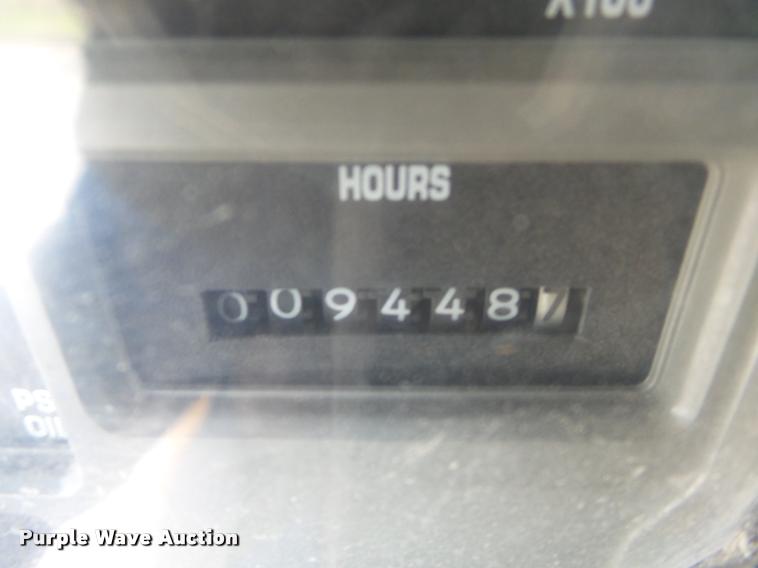 X100
HOURS
0094487
PS
OIL
Purple Wave Auction